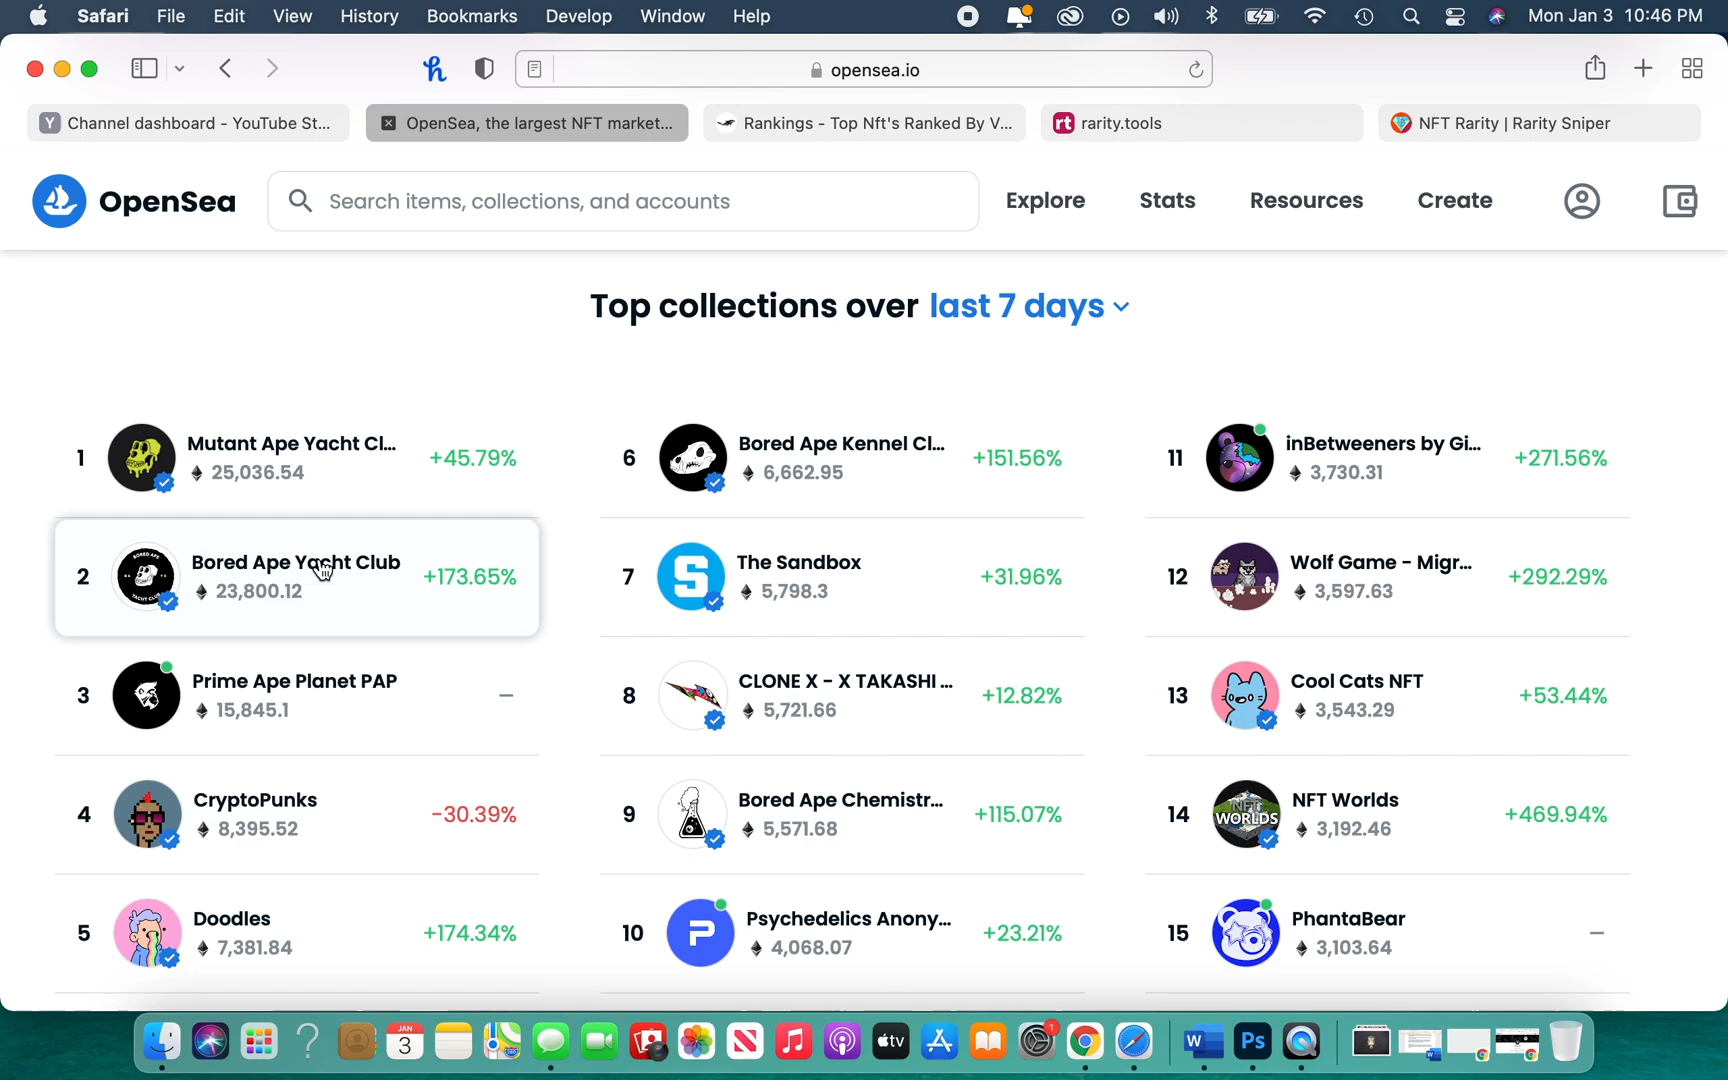 Safari File Edit View History Bookmarks Develop Window Help Mon Jan 3 10:46 PM
opensea.io
Channel dashboard - YouTube St... OpenSea, the largest NFT market... Rankings - Top Nft's Ranked By V... rt rarity.tools NFT Rarity | Rarity Sniper
OpenSea Search items, collections, and accounts Explore Stats Resources Create
Top collections over last 7 days
1 Mutant Ape Yacht Cl... 25,036.54 +45.79%
2 Bored Ape Yacht Club 23,800.12 +173.65%
3 Prime Ape Planet PAP 15,845.1 —
4 CryptoPunks 8,395.52 -30.39%
5 Doodles 7,381.84 +174.34%
6 Bored Ape Kennel Cl... 6,662.95 +151.56%
7 The Sandbox 5,798.3 +31.96%
8 CLONE X - X TAKASHI ... 5,721.66 +12.82%
9 Bored Ape Chemistr... 5,571.68 +115.07%
10 Psychedelics Anony... 4,068.07 +23.21%
11 inBetweeners by Gi... 3,730.31 +271.56%
12 Wolf Game - Migr... 3,597.63 +292.29%
13 Cool Cats NFT 3,543.29 +53.44%
14 NFT WORLDS NFT Worlds 3,192.46 +469.94%
15 PhantaBear 3,103.64 —
JAN 3 tv 1 W Ps